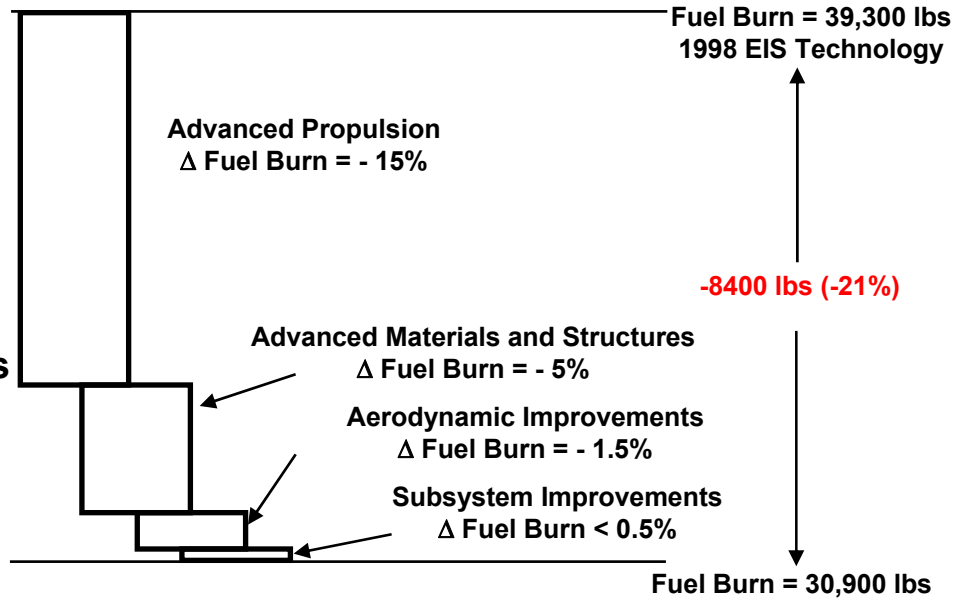 Fuel Burn = 39,300 lbs
1998 EIS Technology
Advanced Propulsion
Δ Fuel Burn = - 15%
-8400 lbs (-21%)
Advanced Materials and Structures
Δ Fuel Burn = - 5%
s
Aerodynamic Improvements
Δ Fuel Burn = - 1.5%
Subsystem Improvements
Δ Fuel Burn < 0.5%
Fuel Burn = 30,900 lbs